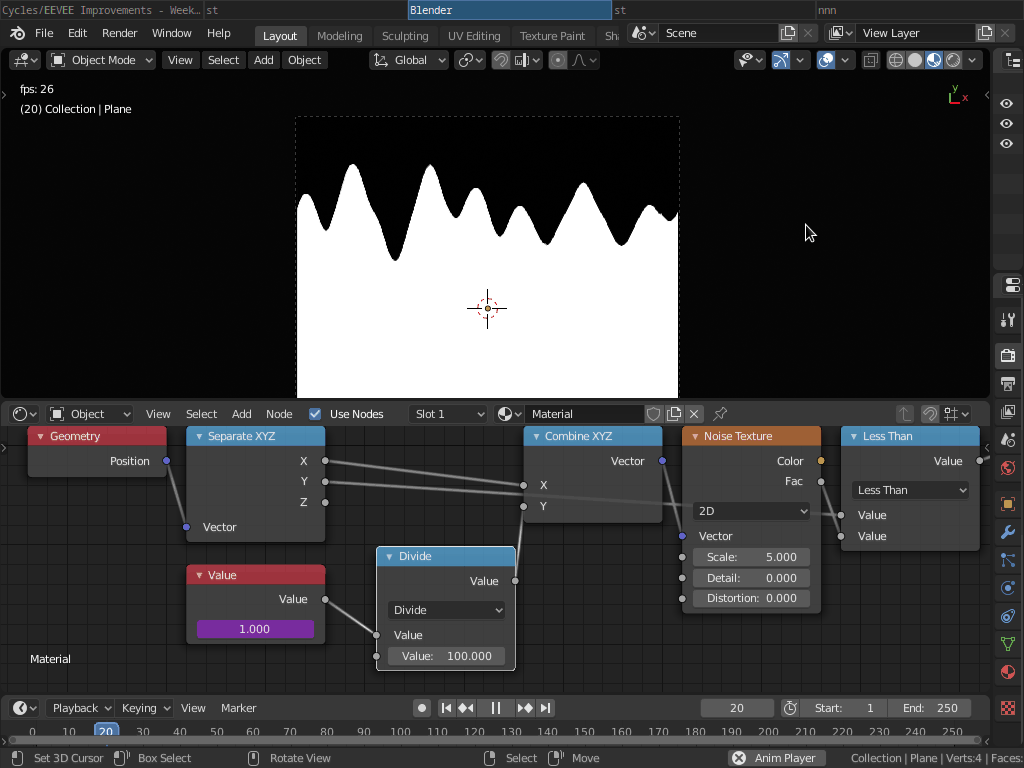 Cycles/EEVEE Improvements - Week… st Blender st nnn
File Edit Render Window Help Layout Modeling Sculpting UV Editing Texture Paint Sh Scene View Layer
Object Mode View Select Add Object Global
fps: 26
(20) Collection | Plane
y
x
Object View Select Add Node Use Nodes Slot 1 Material
Geometry
Position
Separate XYZ
X
Y
Z
Vector
Value
Value
1.000
Divide
Value
Divide
Value
Value: 100.000
Combine XYZ
Vector
X
Y
Noise Texture
Color
Fac
2D
Vector
Scale: 5.000
Detail: 0.000
Distortion: 0.000
Less Than
Value
Less Than
Value
Value
Material
Playback Keying View Marker 20 Start: 1 End: 250
0 20 30 40 50 60 70 80 90 100 110 120 130 140 150 160 170 180 190 200 210 220 230 240 250
Set 3D Cursor Box Select Rotate View Select Move Anim Player Collection | Plane | Verts:4 | Faces: